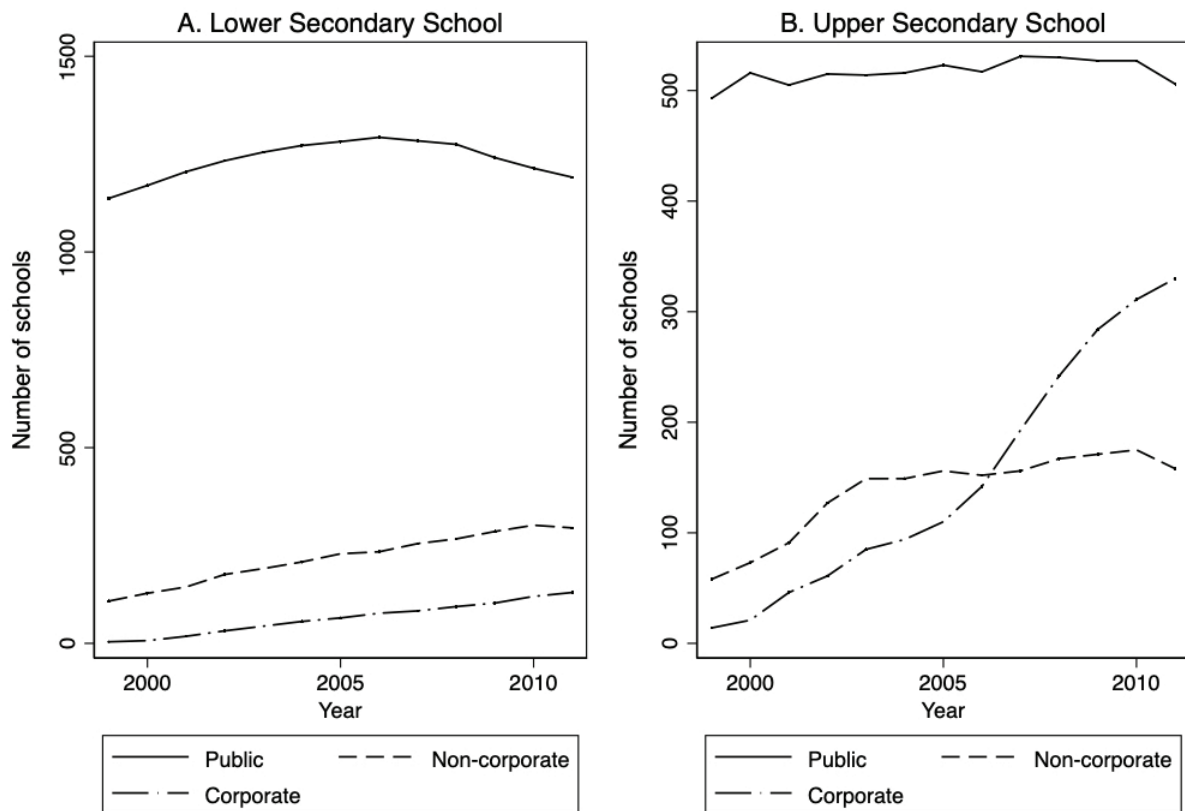 A. Lower Secondary School
1500
1000
500
0
Number of schools
2000 2005 2010
Year
Public Non-corporate
Corporate
B. Upper Secondary School
500
400
300
200
100
0
Number of schools
2000 2005 2010
Year
Public Non-corporate
Corporate